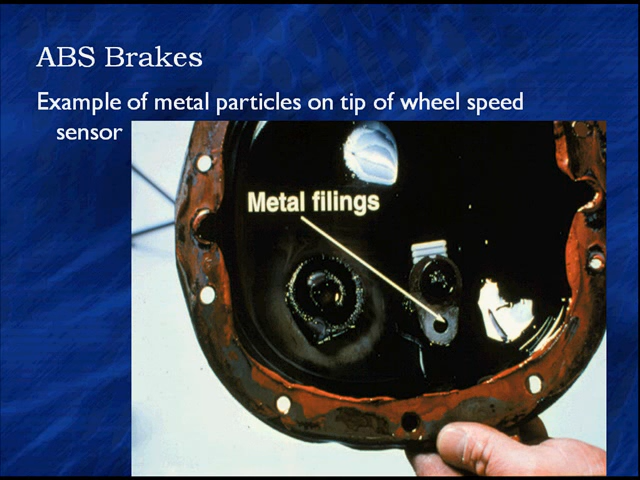 ABS Brakes
Example of metal particles on tip of wheel speed
sensor
Metal filings